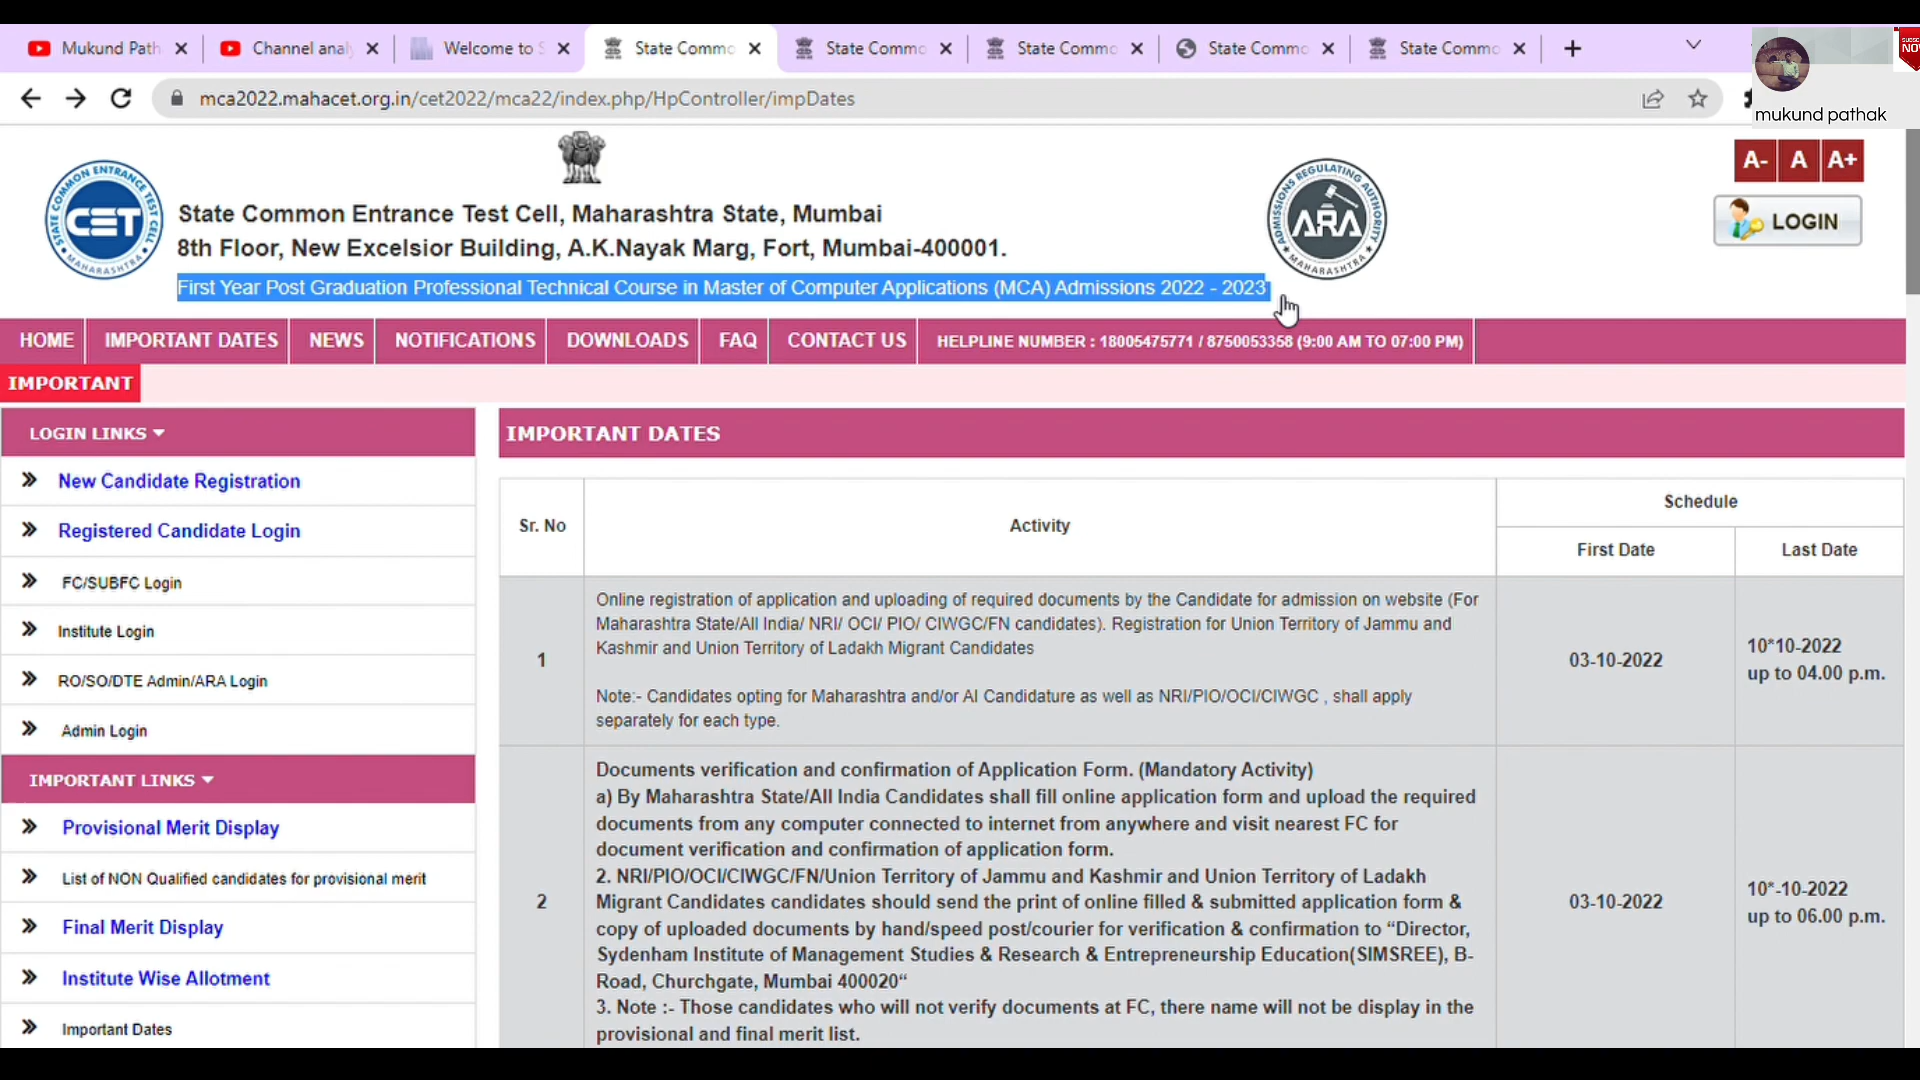 Mukund Path
Channel anal
Welcome to S
State Commo
State Commo
State Commo
State Commo
State Commo
mca2022.mahacet.org.in/cet2022/mca22/index.php/HpController/impDates
NOW
mukund pathak
STATE COMMON ENTRANCE TEST CELL
CET
MAHARASHTRA
State Common Entrance Test Cell, Maharashtra State, Mumbai
8th Floor, New Excelsior Building, A.K.Nayak Marg, Fort, Mumbai-400001.
First Year Post Graduation Professional Technical Course in Master of Computer Applications (MCA) Admissions 2022 - 2023
ADMISSIONS REGULATING AUTHORITY
ARA
MAHARASHTRA
A- A A+
LOGIN
HOME
IMPORTANT DATES
NEWS
NOTIFICATIONS
DOWNLOADS
FAQ
CONTACT US
HELPLINE NUMBER : 18005475771 / 8750053358 (9:00 AM TO 07:00 PM)
IMPORTANT
LOGIN LINKS
New Candidate Registration
Registered Candidate Login
FC/SUBFC Login
Institute Login
RO/SO/DTE Admin/ARA Login
Admin Login
IMPORTANT LINKS
Provisional Merit Display
List of NON Qualified candidates for provisional merit
Final Merit Display
Institute Wise Allotment
Important Dates
IMPORTANT DATES
Sr. No
Activity
Schedule
First Date
Last Date
1
Online registration of application and uploading of required documents by the Candidate for admission on website (For
Maharashtra State/All India/ NRI/ OCI/ PIO/ CIWGC/FN candidates). Registration for Union Territory of Jammu and
Kashmir and Union Territory of Ladakh Migrant Candidates
Note:- Candidates opting for Maharashtra and/or AI Candidature as well as NRI/PIO/OCI/CIWGC , shall apply
separately for each type.
03-10-2022
10*10-2022
up to 04.00 p.m.
2
Documents verification and confirmation of Application Form. (Mandatory Activity)
a) By Maharashtra State/All India Candidates shall fill online application form and upload the required
documents from any computer connected to internet from anywhere and visit nearest FC for
document verification and confirmation of application form.
2. NRI/PIO/OCI/CIWGC/FN/Union Territory of Jammu and Kashmir and Union Territory of Ladakh
Migrant Candidates candidates should send the print of online filled & submitted application form &
copy of uploaded documents by hand/speed post/courier for verification & confirmation to “Director,
Sydenham Institute of Management Studies & Research & Entrepreneurship Education(SIMSREE), B-
Road, Churchgate, Mumbai 400020“
3. Note :- Those candidates who will not verify documents at FC, there name will not be display in the
provisional and final merit list.
03-10-2022
10*-10-2022
up to 06.00 p.m.